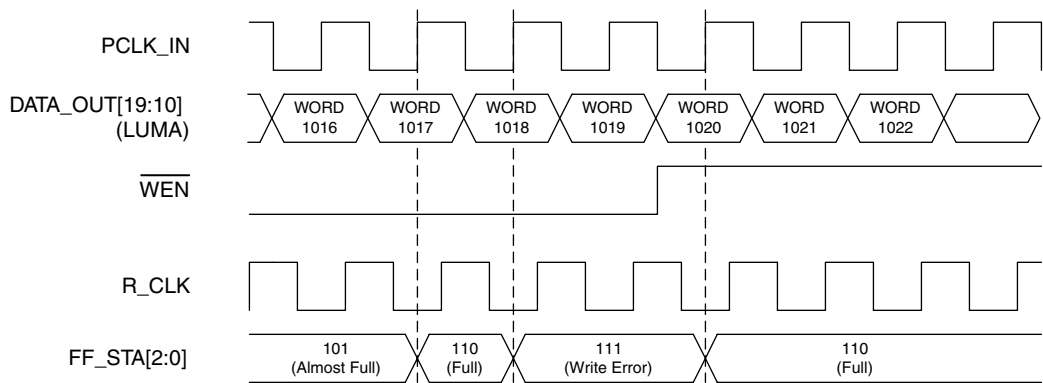 PCLK_IN
DATA_OUT[19:10]
(LUMA)
WORD 1016
WORD 1017
WORD 1018
WORD 1019
WORD 1020
WORD 1021
WORD 1022
WEN
R_CLK
FF_STA[2:0]
101
(Almost Full)
110
(Full)
111
(Write Error)
110
(Full)